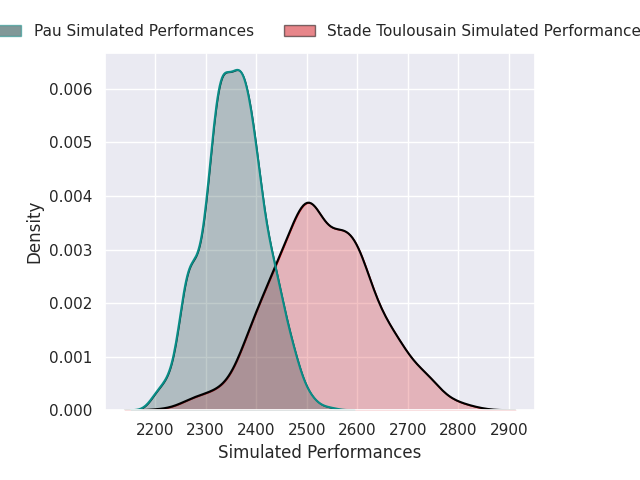 Pau Simulated Performances
Stade Toulousain Simulated Performance
0.006
0.005
0.004
0.003
0.002
0.001
0.000
Density
2200 2300 2400 2500 2600 2700 2800 2900
Simulated Performances